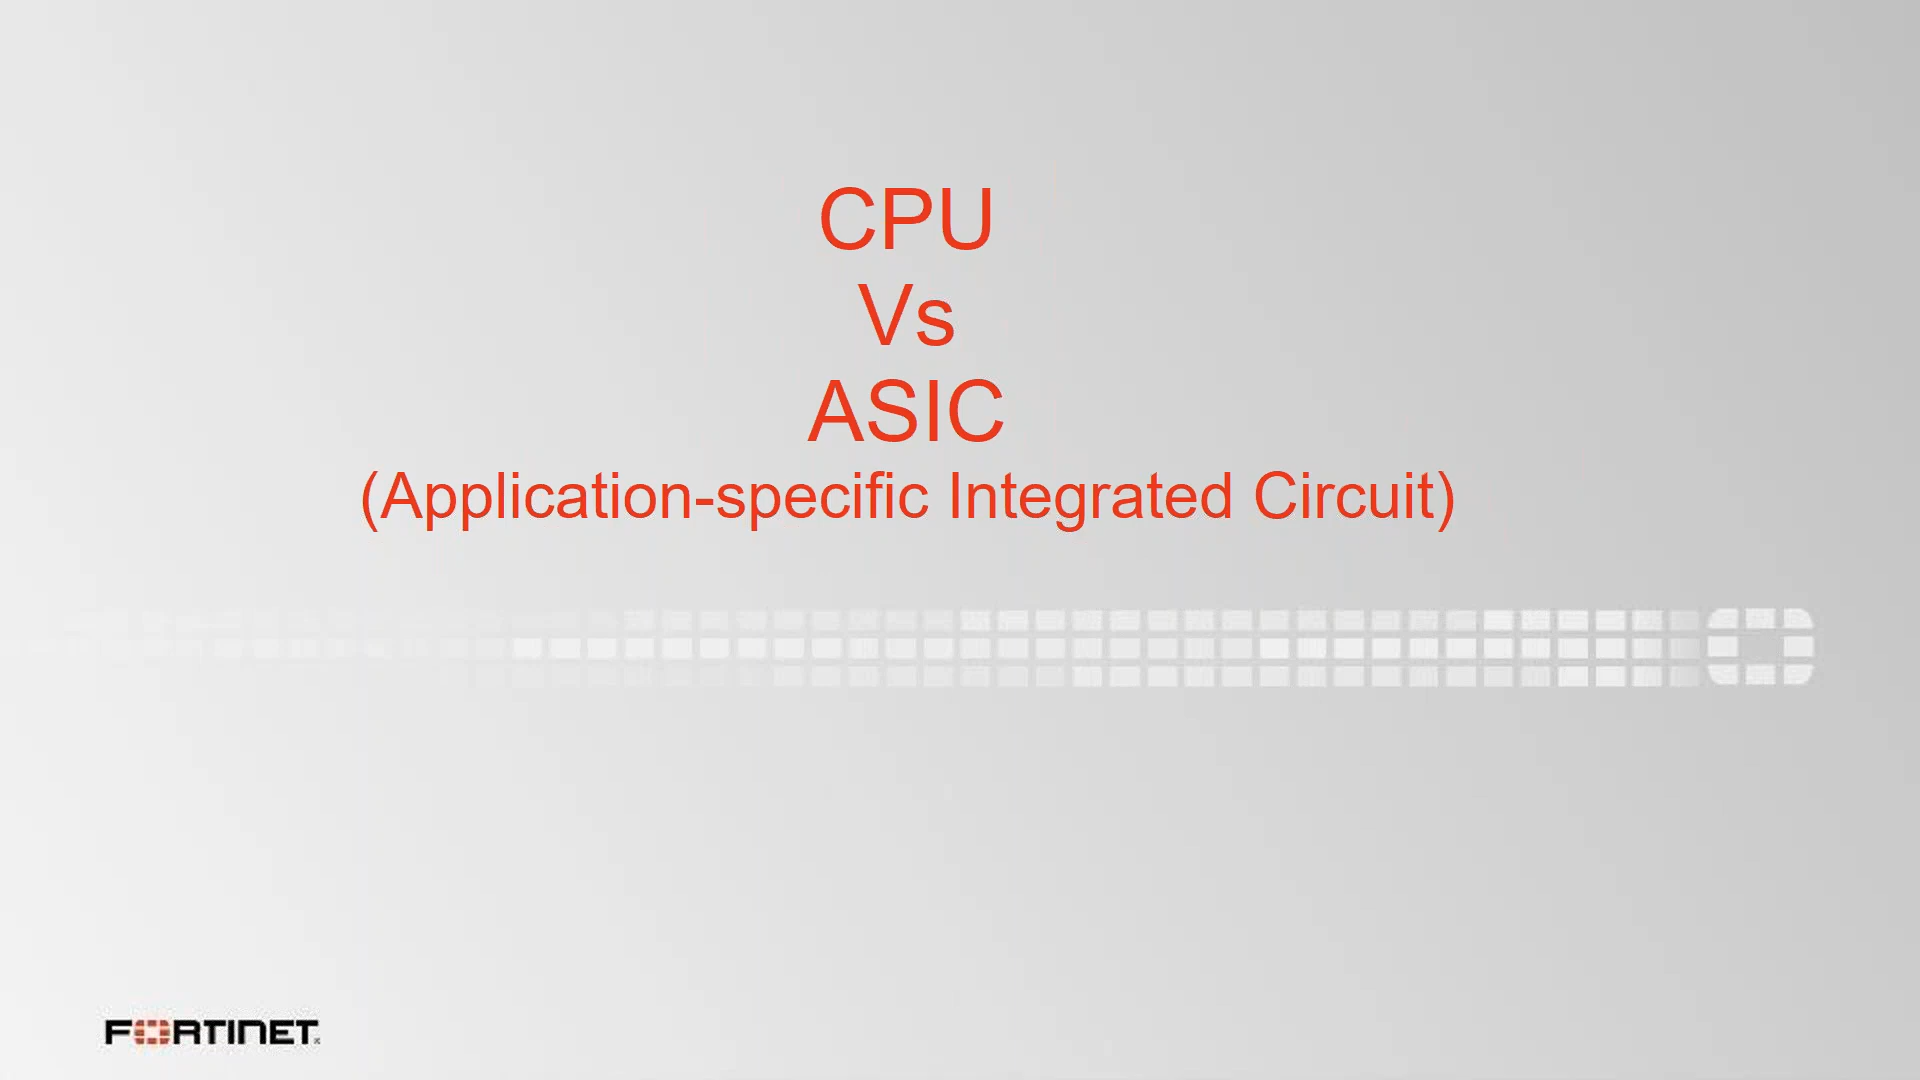 CPU
Vs
ASIC
(Application-specific Integrated Circuit)
FORTINET